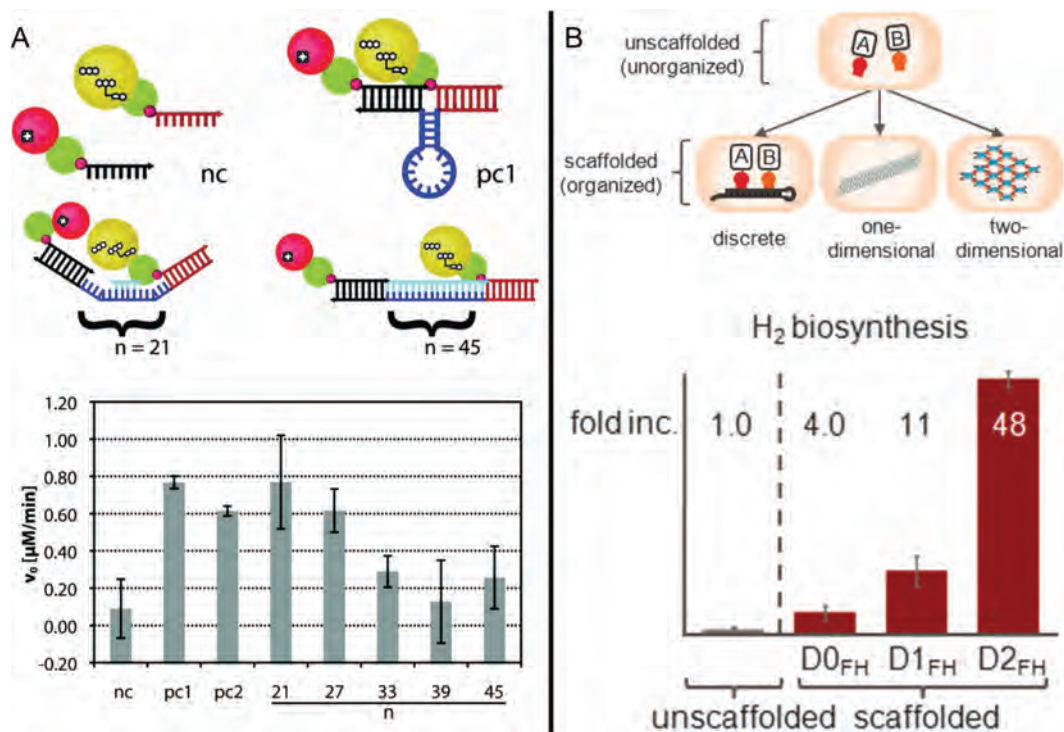 A
nc
pc1
n = 21
n = 45
1.20
1.00
0.80
0.60
0.40
0.20
0.00
-0.20
v₀ [µM/min]
nc pc1 pc2 21 27 33 39 45
n
B
unscaffolded
(unorganized)
A B
scaffolded
(organized)
A B
discrete
one-
dimensional
two-
dimensional
H₂ biosynthesis
fold inc. 1.0 4.0 11 48
D0FH D1FH D2FH
unscaffolded scaffolded